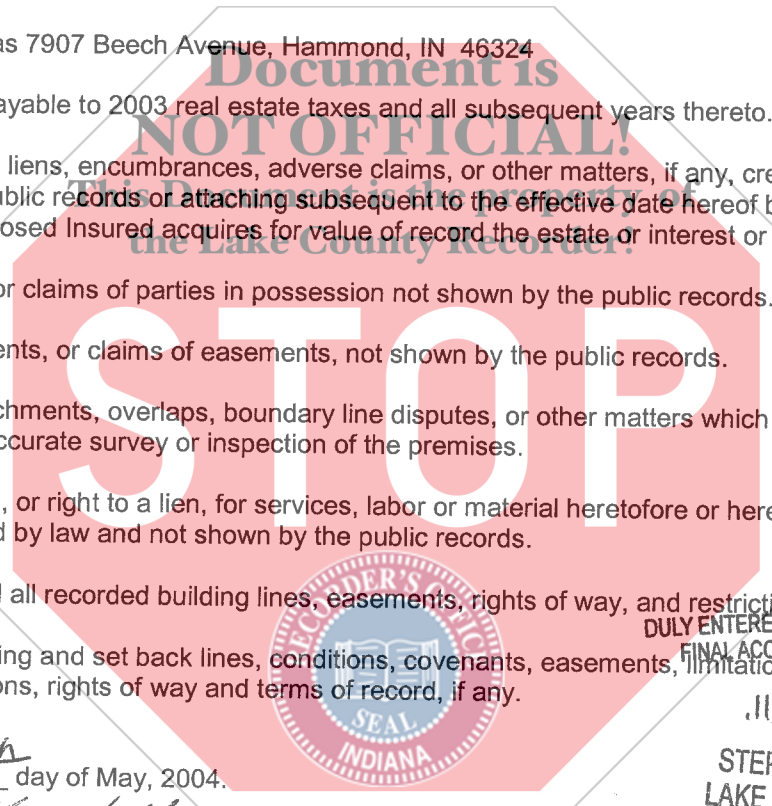 as 7907 Beech Avenue, Hammond, IN 46324
Document is
ayable to 2003 real estate taxes and all subsequent years thereto.
NOT OFFICIAL!
liens, encumbrances, adverse claims, or other matters, if any, cre
This Document is the property of
ublic records or attaching subsequent to the effective date hereof b
osed Insured acquires for value of record the estate or interest or
the Lake County Recorder!
or claims of parties in possession not shown by the public records.
STOP
ents, or claims of easements, not shown by the public records.
chments, overlaps, boundary line disputes, or other matters which
ccurate survey or inspection of the premises.
, or right to a lien, for services, labor or material heretofore or here
d by law and not shown by the public records.
all recorded building lines, easements, rights of way, and restricti
DULY ENTERE
FINAL ACC
ing and set back lines, conditions, covenants, easements, limitatio
ons, rights of way and terms of record, if any.
RECORDER'S OFFICE
SEAL
INDIANA
day of May, 2004.
STEP
LAKE